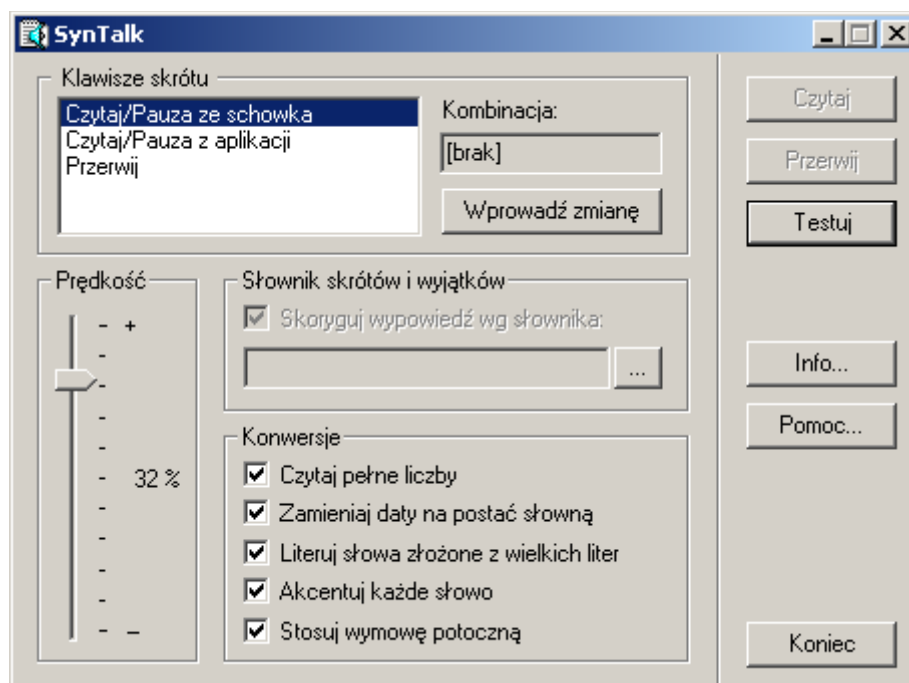 SynTalk
Klawisze skrótu
Czytaj/Pauza ze schowka
Czytaj/Pauza z aplikacji
Przerwij
Kombinacja:
[brak]
Wprowadź zmianę
Prędkość
+
32 %
–
Słownik skrótów i wyjątków
Skoryguj wypowiedź wg słownika:
...
Konwersje
Czytaj pełne liczby
Zamieniaj daty na postać słowną
Literuj słowa złożone z wielkich liter
Akcentuj każde słowo
Stosuj wymowę potoczną
Czytaj
Przerwij
Testuj
Info...
Pomoc...
Koniec